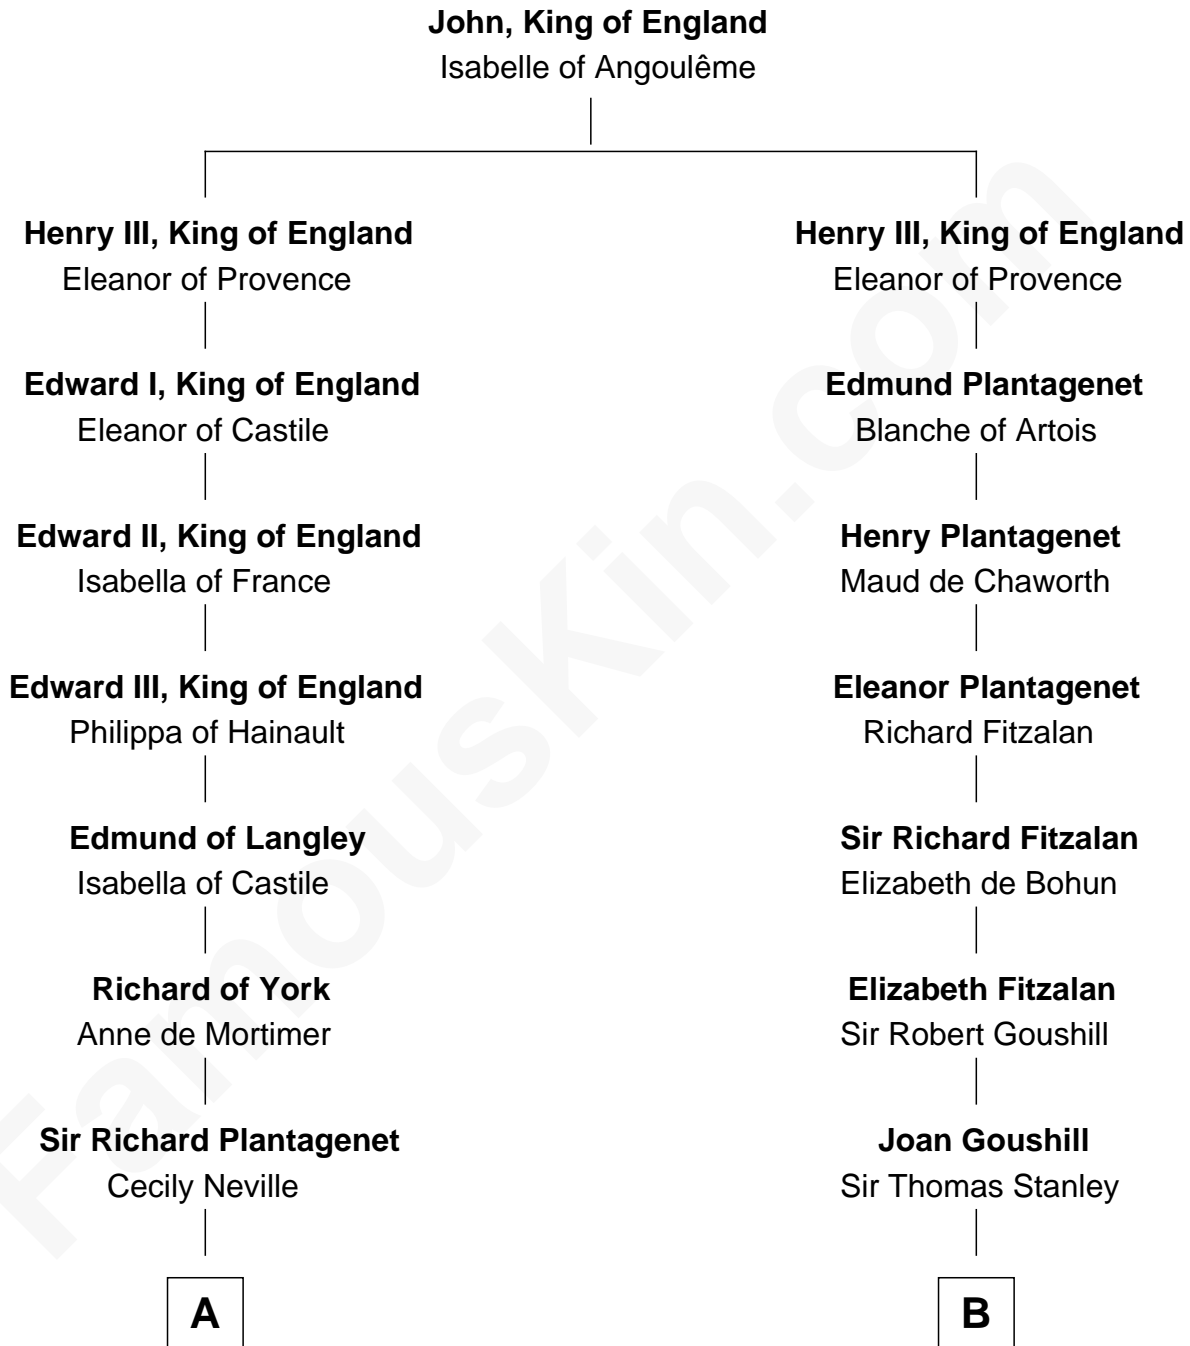 John, King of England
Isabelle of Angoulême
Henry III, King of England
Eleanor of Provence
Henry III, King of England
Eleanor of Provence
Edward I, King of England
Eleanor of Castile
Edmund Plantagenet
Blanche of Artois
Edward II, King of England
Isabella of France
Henry Plantagenet
Maud de Chaworth
Edward III, King of England
Philippa of Hainault
Eleanor Plantagenet
Richard Fitzalan
Edmund of Langley
Isabella of Castile
Sir Richard Fitzalan
Elizabeth de Bohun
Richard of York
Anne de Mortimer
Elizabeth Fitzalan
Sir Robert Goushill
Sir Richard Plantagenet
Cecily Neville
Joan Goushill
Sir Thomas Stanley
A
B
FamousKin.com